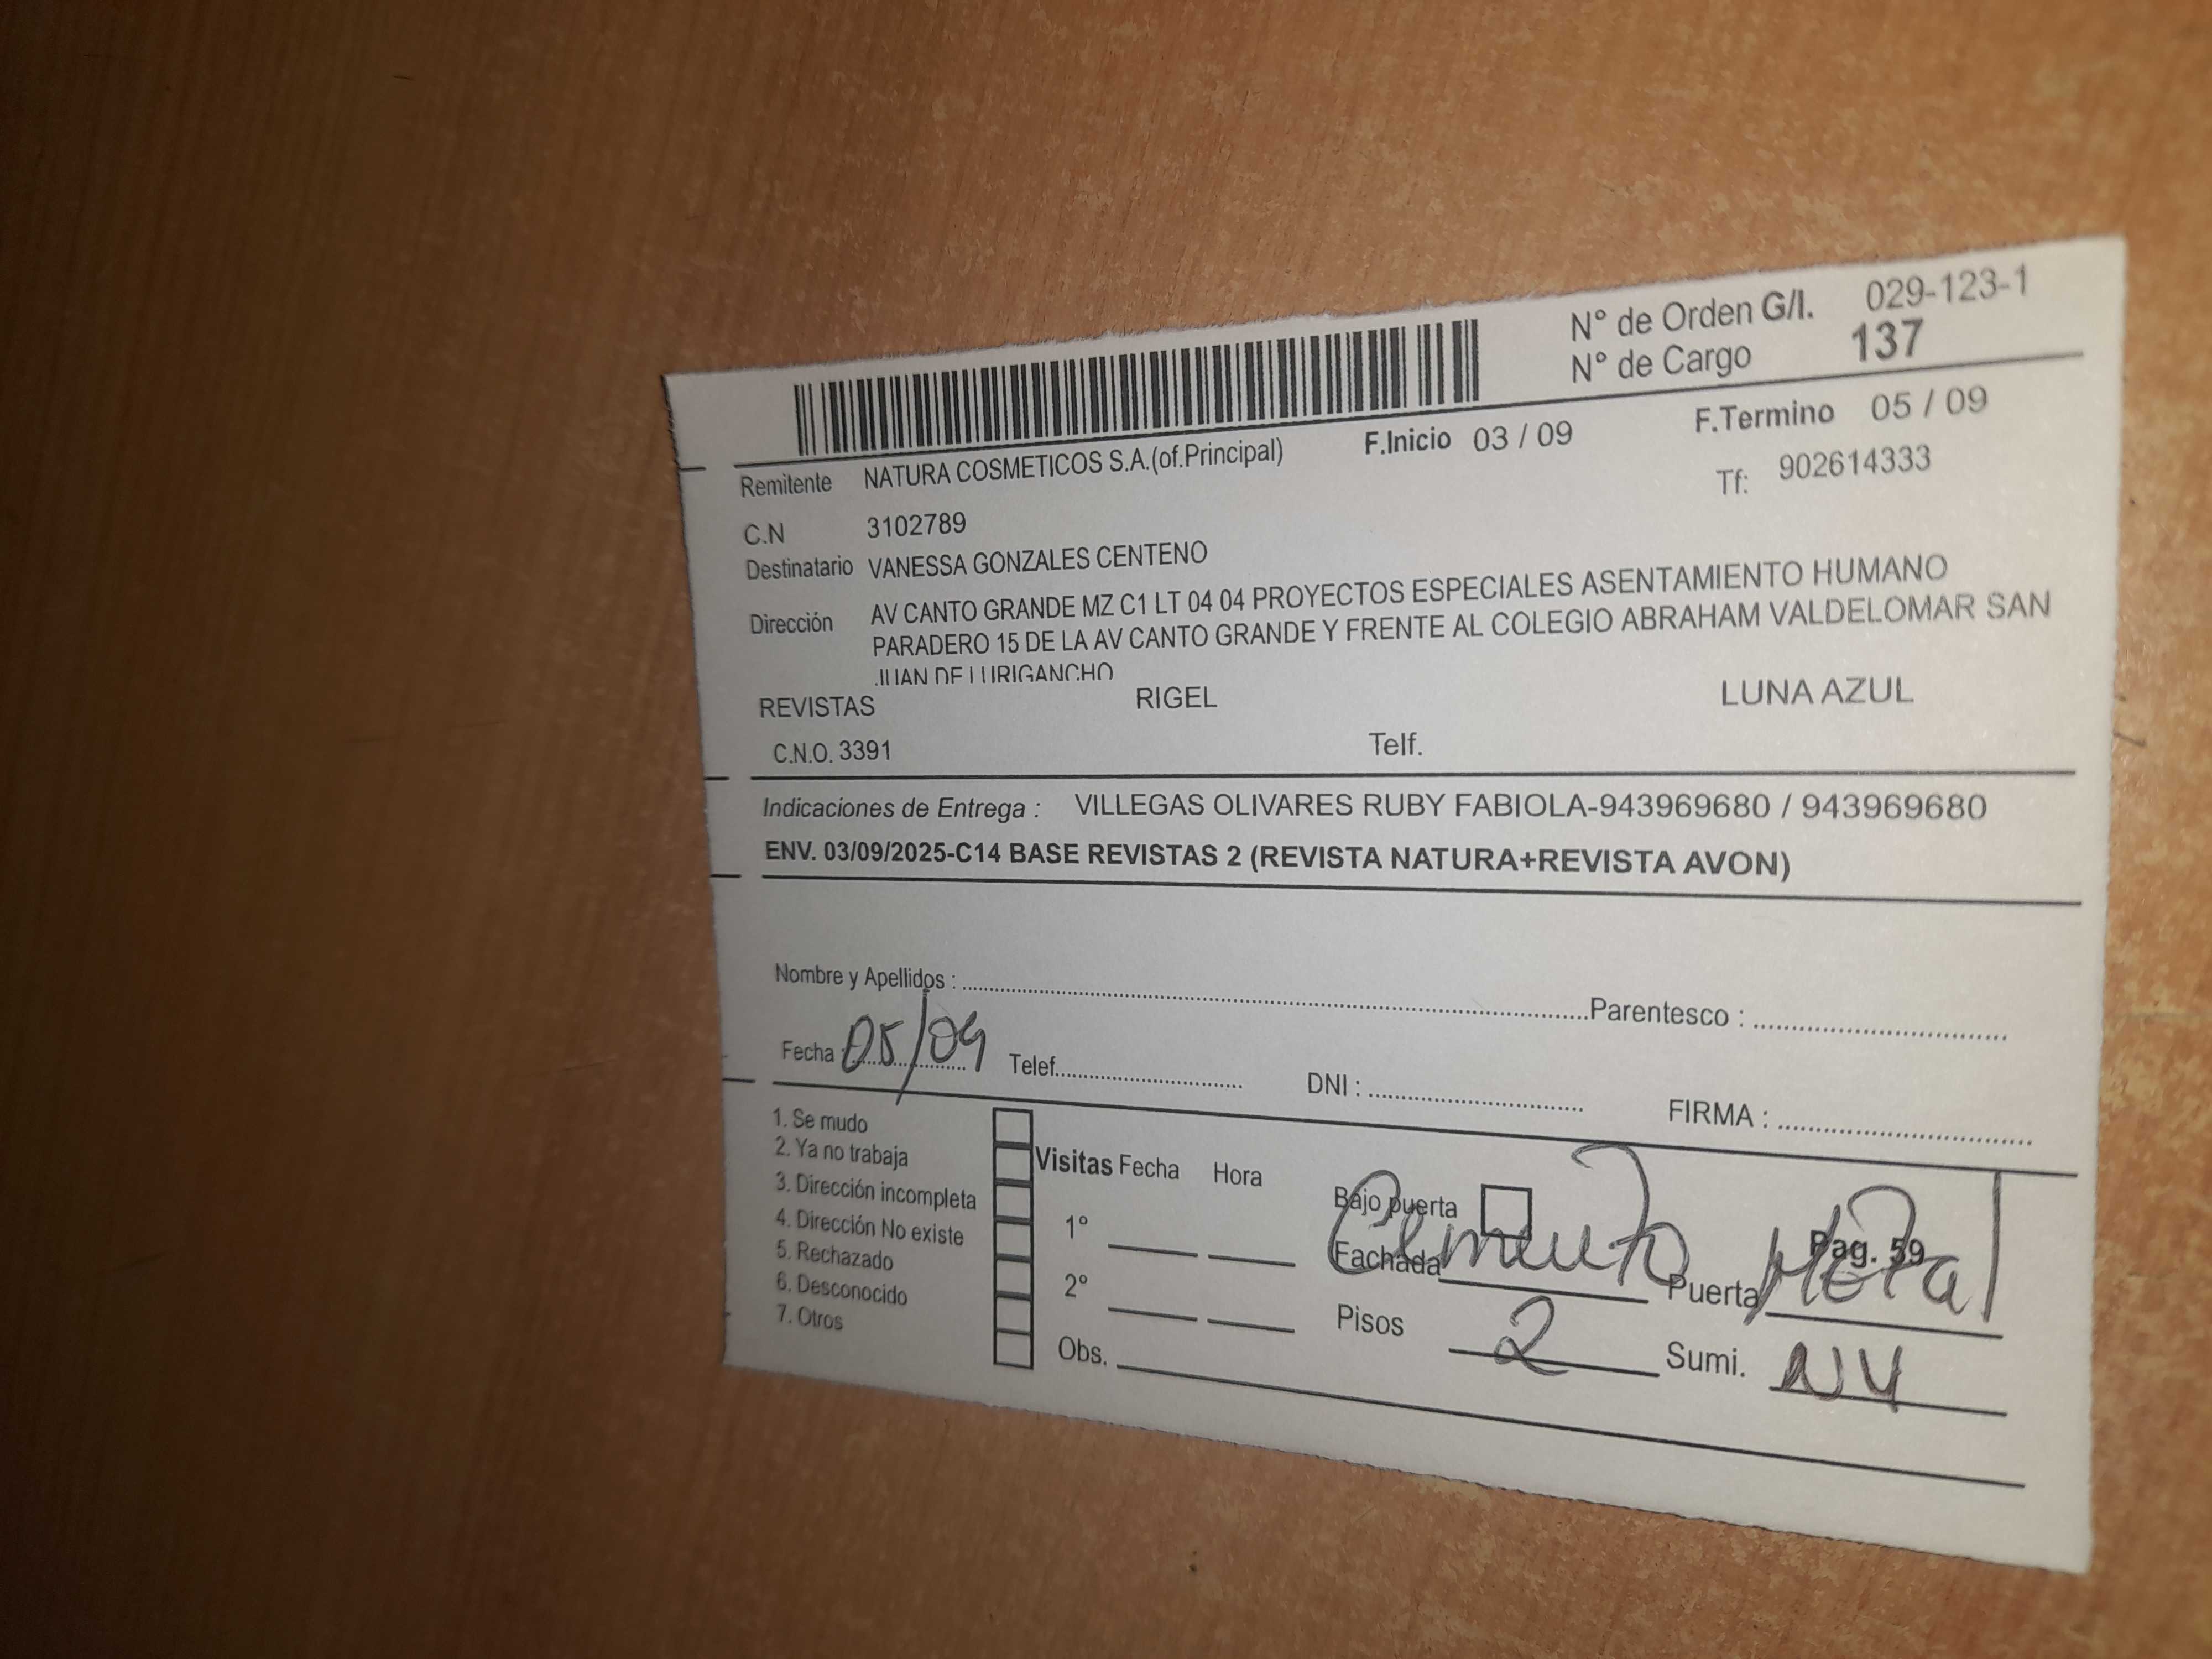 N° de Orden G/I. 029-123-1
N° de Cargo 137
F.Inicio 03 / 09 F.Termino 05 / 09
Remitente NATURA COSMETICOS S.A.(of.Principal) Tf: 902614333
C.N 3102789
Destinatario VANESSA GONZALES CENTENO
Dirección AV CANTO GRANDE MZ C1 LT 04 04 PROYECTOS ESPECIALES ASENTAMIENTO HUMANO
PARADERO 15 DE LA AV CANTO GRANDE Y FRENTE AL COLEGIO ABRAHAM VALDELOMAR SAN
JUAN DE LURIGANCHO
REVISTAS RIGEL LUNA AZUL
C.N.O. 3391 Telf.
Indicaciones de Entrega : VILLEGAS OLIVARES RUBY FABIOLA-943969680 / 943969680
ENV. 03/09/2025-C14 BASE REVISTAS 2 (REVISTA NATURA+REVISTA AVON)
Nombre y Apellidos : Parentesco :
Fecha : 05/09 Telef. DNI : FIRMA :
1. Se mudo
2. Ya no trabaja
3. Dirección incompleta
4. Dirección No existe
5. Rechazado
6. Desconocido
7. Otros
Visitas Fecha Hora
1°
2°
Obs.
Bajo puerta
Pag. 59
Fachada Cemento Puerta Metal
Pisos 2 Sumi.